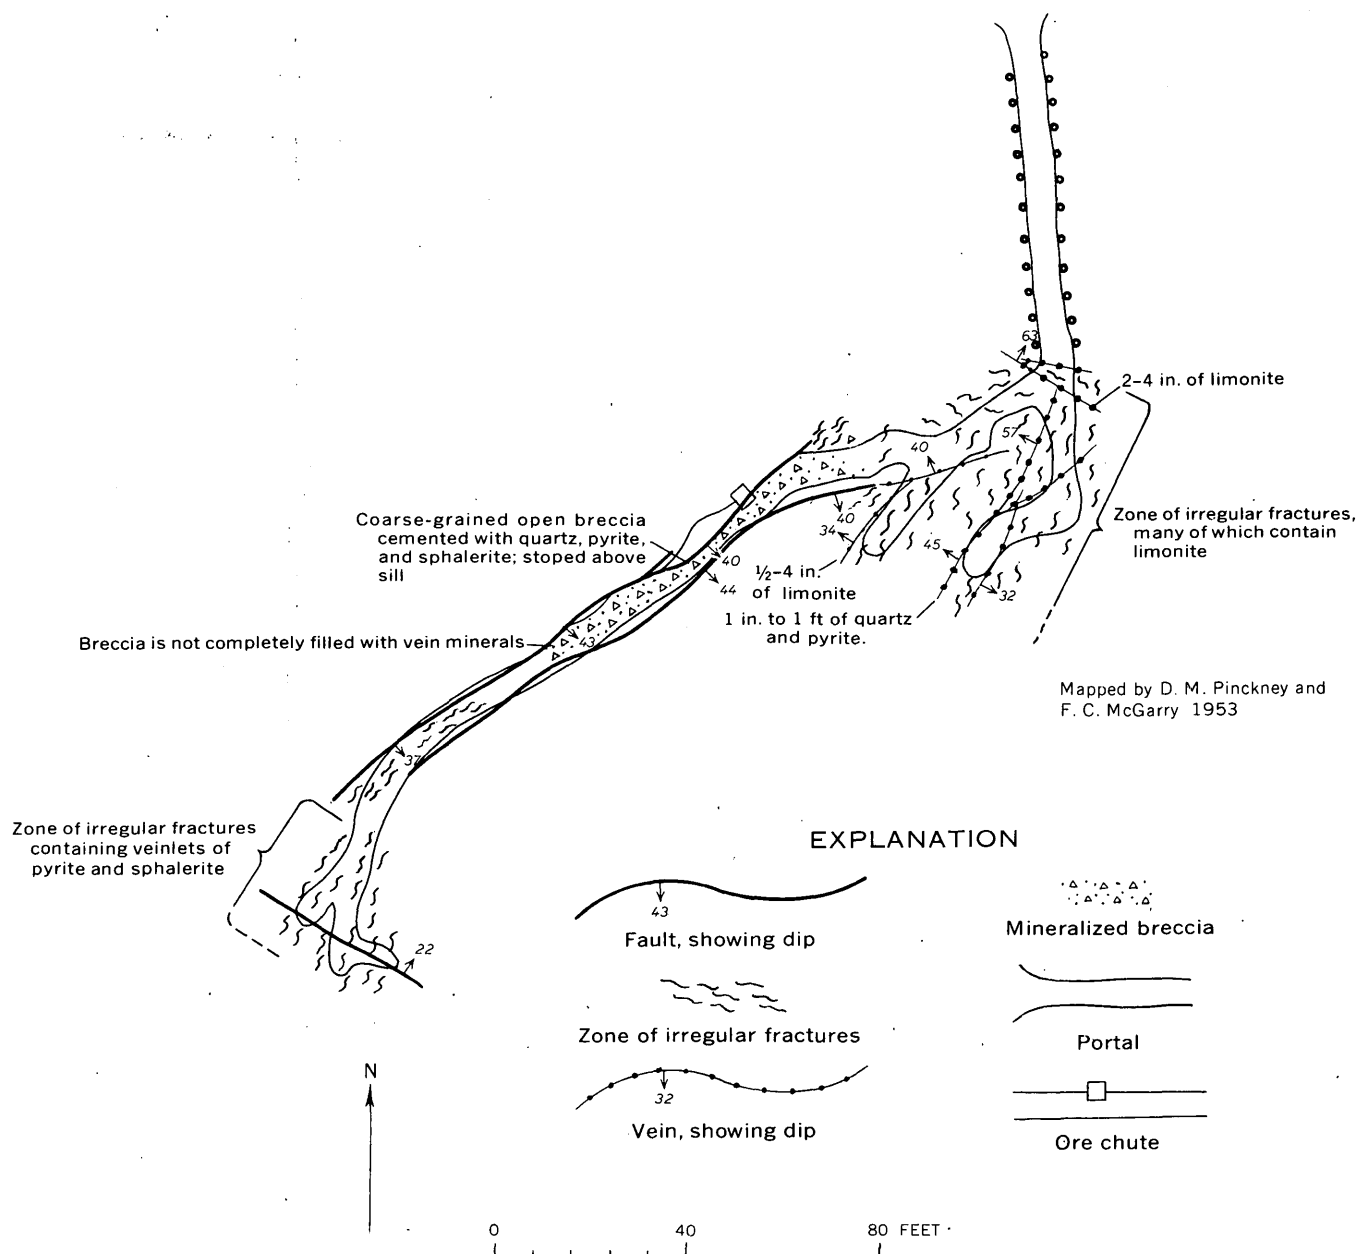 63
2–4 in. of limonite
57
40
Coarse-grained open breccia
cemented with quartz, pyrite,
and sphalerite; stoped above
sill
40
34
45
Zone of irregular fractures,
many of which contain
limonite
40
44
½–4 in.
of limonite
32
1 in. to 1 ft of quartz
and pyrite.
Breccia is not completely filled with vein minerals
43
Mapped by D. M. Pinckney and
F. C. McGarry 1953
37
Zone of irregular fractures
containing veinlets of
pyrite and sphalerite
22
EXPLANATION
43
Fault, showing dip
Mineralized breccia
Zone of irregular fractures
Portal
32
Vein, showing dip
Ore chute
N
0 40 80 FEET